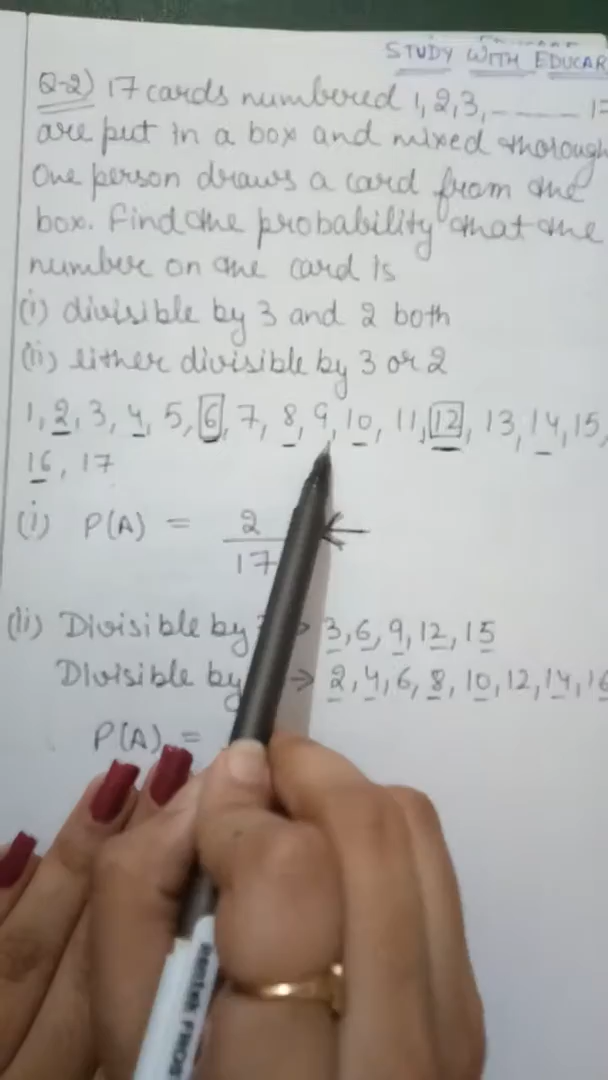 STUDY WITH EDUCAR
Q-2) 17 cards numbered 1, 2, 3, ------
are put in a box and mixed thorough
One person draws a card from the
box. Find the probability that the
number on the card is
(i) divisible by 3 and 2 both
(ii) either divisible by 3 or 2
1, 2, 3, 4, 5, 6, 7, 8, 9, 10, 11, 12, 13, 14, 15,
16, 17
(i) P(A) = 2
17
(ii) Divisible by → 3, 6, 9, 12, 15
Divisible by → 2, 4, 6, 8, 10, 12, 14, 16
P(A) =